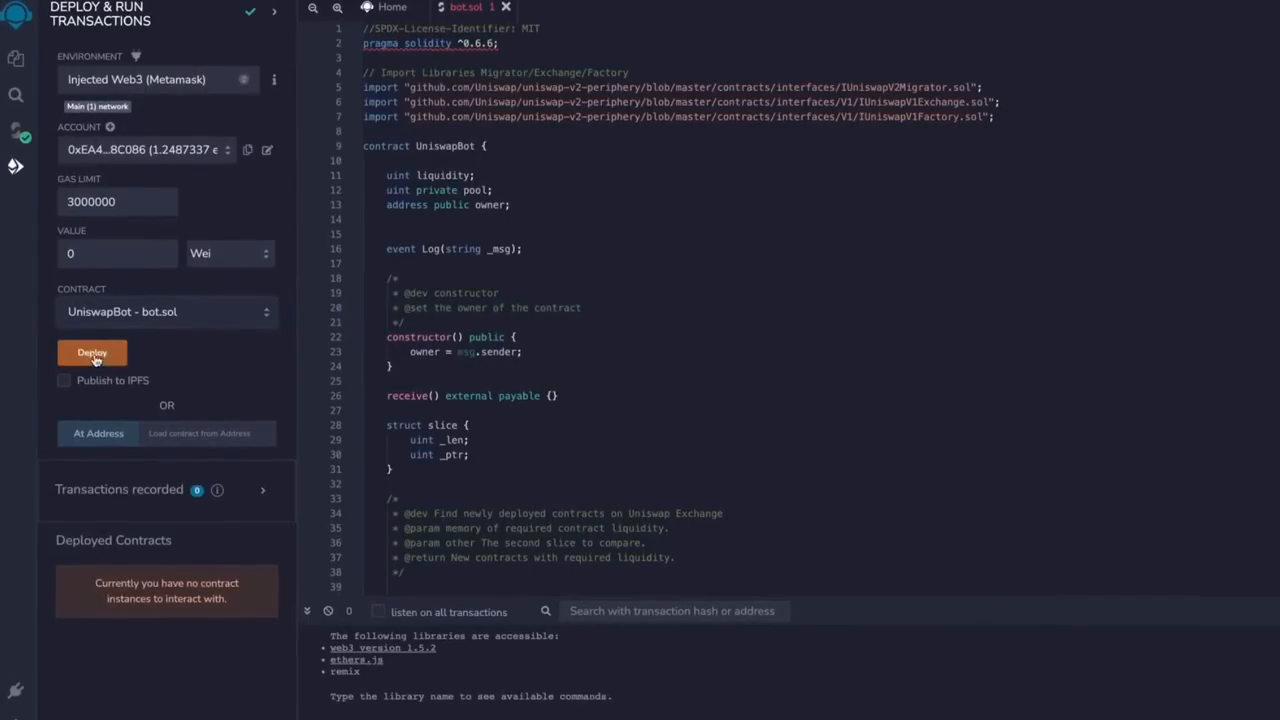 DEPLOY & RUN
TRANSACTIONS
ENVIRONMENT
Injected Web3 (Metamask)
Main (1) network
ACCOUNT
0xEA4...8C086 (1.2487337 e
GAS LIMIT
3000000
VALUE
0
Wei
CONTRACT
UniswapBot - bot.sol
Deploy
Publish to IPFS
OR
At Address
Load contract from Address
Transactions recorded 0
Deployed Contracts
Currently you have no contract
instances to interact with.
Home
bot.sol 1
1 //SPDX-License-Identifier: MIT
2 pragma solidity ^0.6.6;
3
4 // Import Libraries Migrator/Exchange/Factory
5 import "github.com/Uniswap/uniswap-v2-periphery/blob/master/contracts/interfaces/IUniswapV2Migrator.sol";
6 import "github.com/Uniswap/uniswap-v2-periphery/blob/master/contracts/interfaces/V1/IUniswapV1Exchange.sol";
7 import "github.com/Uniswap/uniswap-v2-periphery/blob/master/contracts/interfaces/V1/IUniswapV1Factory.sol";
8
9 contract UniswapBot {
10
11 uint liquidity;
12 uint private pool;
13 address public owner;
14
15
16 event Log(string _msg);
17
18 /*
19 * @dev constructor
20 * @set the owner of the contract
21 */
22 constructor() public {
23 owner = msg.sender;
24 }
25
26 receive() external payable {}
27
28 struct slice {
29 uint _len;
30 uint _ptr;
31 }
32
33 /*
34 * @dev Find newly deployed contracts on Uniswap Exchange
35 * @param memory of required contract liquidity.
36 * @param other The second slice to compare.
37 * @return New contracts with required liquidity.
38 */
39
0
listen on all transactions
Search with transaction hash or address
The following libraries are accessible:
• web3 version 1.5.2
• ethers.js
• remix
Type the library name to see available commands.